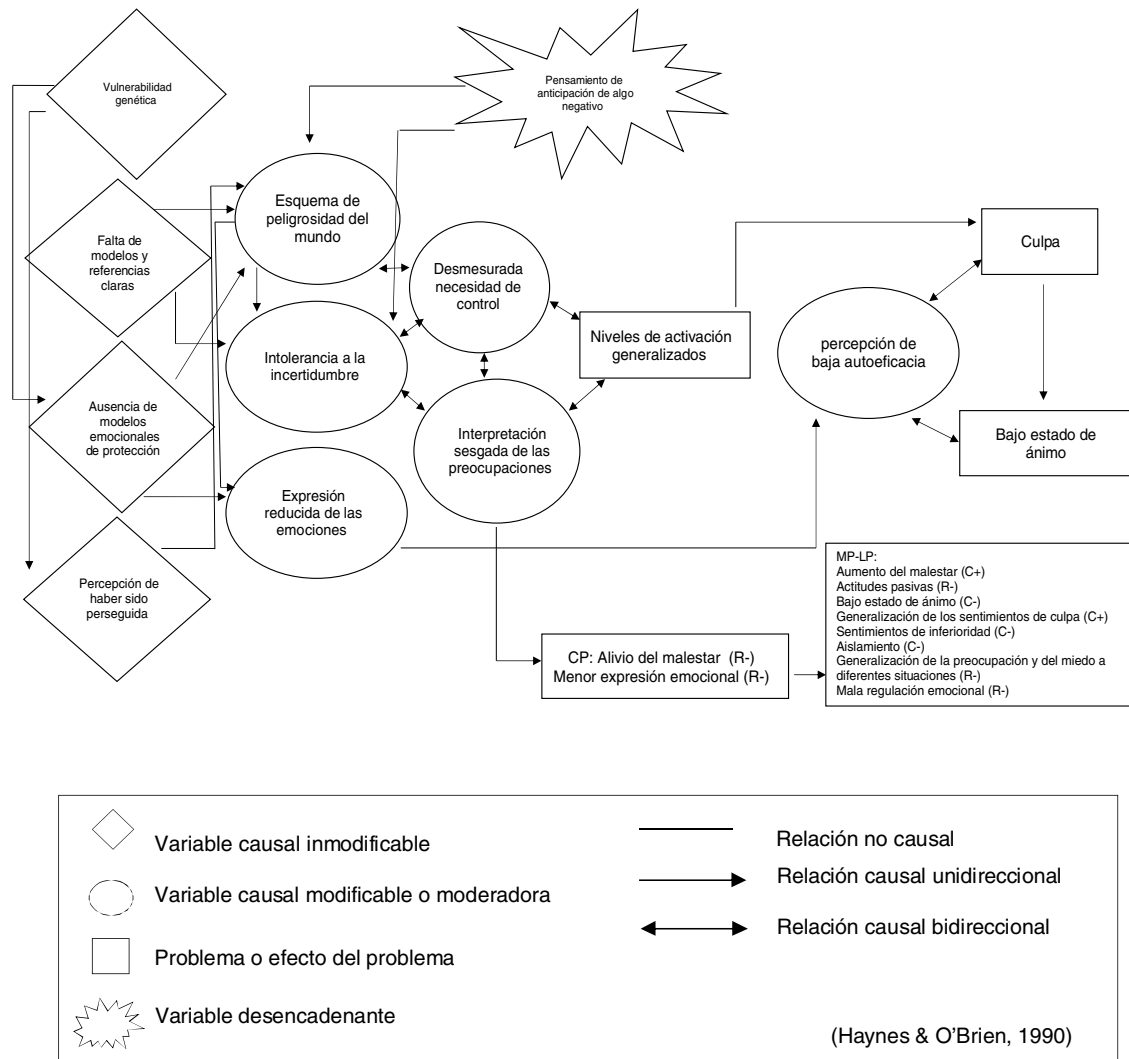 Vulnerabilidad
genética
Pensamiento de
anticipación de algo
negativo
Falta de
modelos y
referencias
claras
Esquema de
peligrosidad del
mundo
Desmesurada
necesidad de
control
Culpa
Intolerancia a la
incertidumbre
Niveles de activación
generalizados
percepción de
baja autoeficacia
Ausencia de
modelos
emocionales
de protección
Interpretación
sesgada de las
preocupaciones
Bajo estado de
ánimo
Expresión
reducida de las
emociones
Percepción de
haber sido
perseguida
CP: Alivio del malestar (R-)
Menor expresión emocional (R-)
MP-LP:
Aumento del malestar (C+)
Actitudes pasivas (R-)
Bajo estado de ánimo (C-)
Generalización de los sentimientos de culpa (C+)
Sentimientos de inferioridad (C-)
Aislamiento (C-)
Generalización de la preocupación y del miedo a
diferentes situaciones (R-)
Mala regulación emocional (R-)
Variable causal inmodificable
Variable causal modificable o moderadora
Problema o efecto del problema
Variable desencadenante
Relación no causal
Relación causal unidireccional
Relación causal bidireccional
(Haynes & O'Brien, 1990)